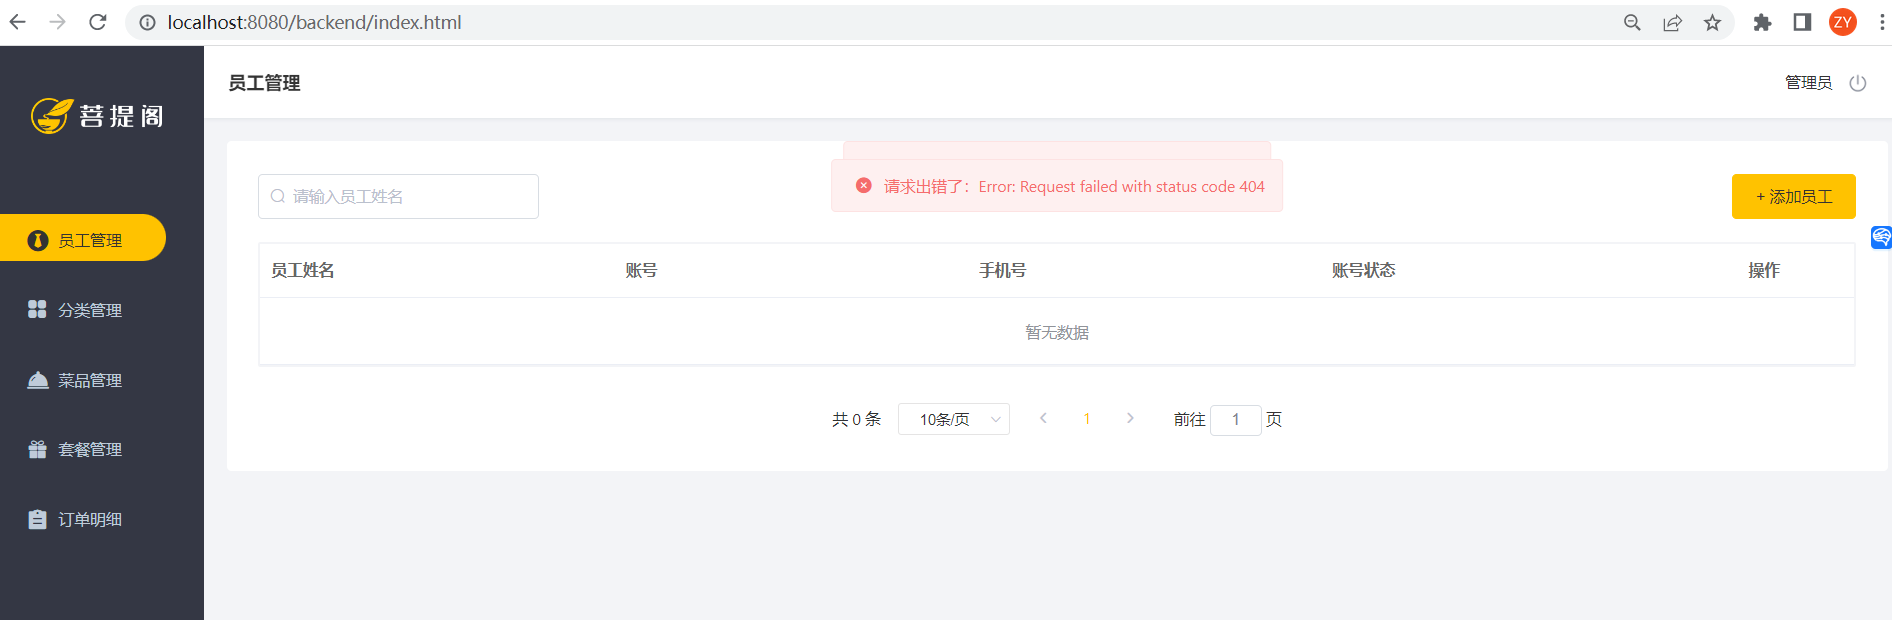 localhost:8080/backend/index.html
ZY
菩提阁
员工管理
管理员
请求出错了：Error: Request failed with status code 404
请输入员工姓名
+ 添加员工
员工管理
分类管理
菜品管理
套餐管理
订单明细
员工姓名 账号 手机号 账号状态 操作
暂无数据
共 0 条 10条/页 1 前往 1 页